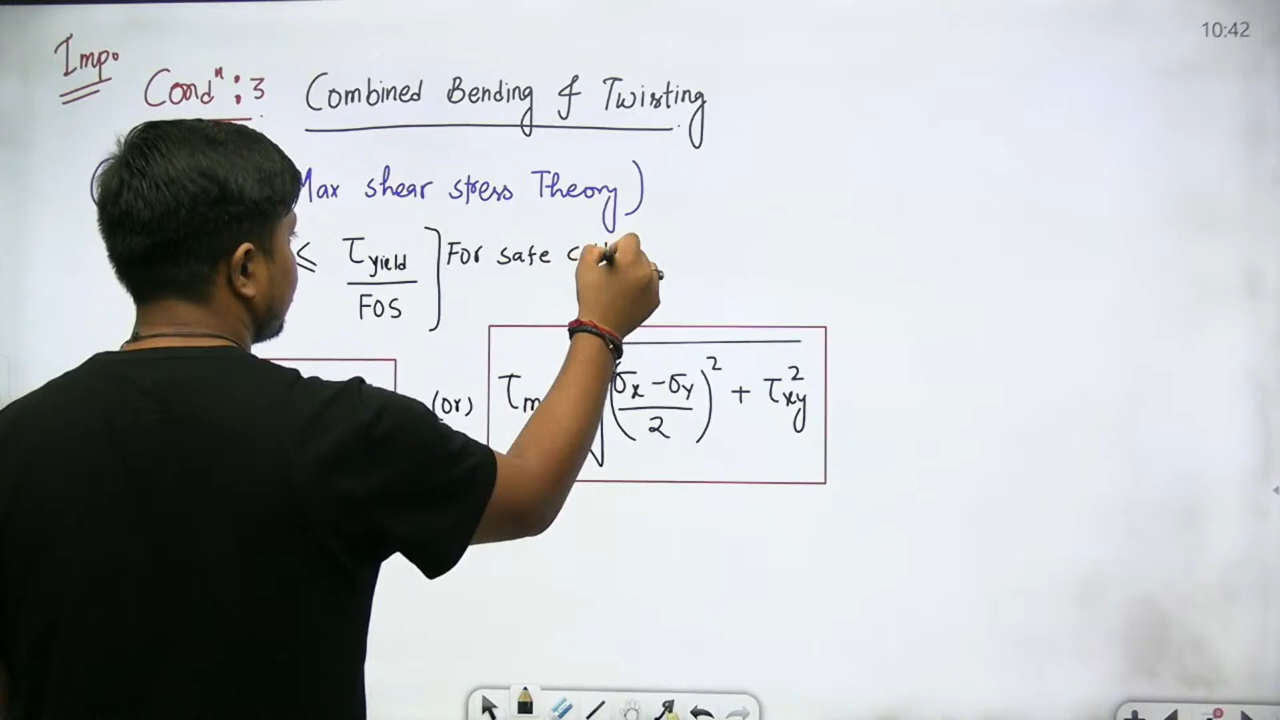 10:42
Imp.
Condⁿ: 3 Combined Bending & Twisting
Max shear stress Theory)
≤ τyield / FOS ] For safe
(or) τm √((σx - σy)/2)² + τxy²